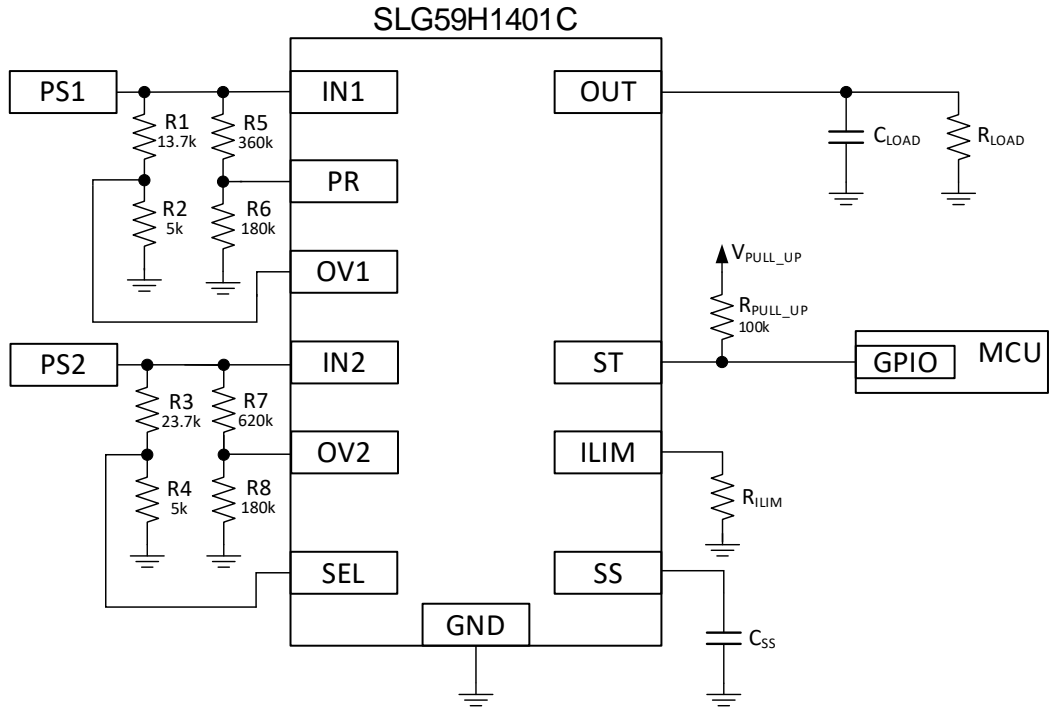 SLG59H1401C
PS1
R1
13.7k
R5
360k
R2
5k
R6
180k
IN1
PR
OV1
OUT
CLOAD
RLOAD
VPULL_UP
RPULL_UP
100k
PS2
R3
23.7k
R7
620k
R4
5k
R8
180k
IN2
OV2
SEL
ST
GPIO
MCU
ILIM
RILIM
SS
CSS
GND